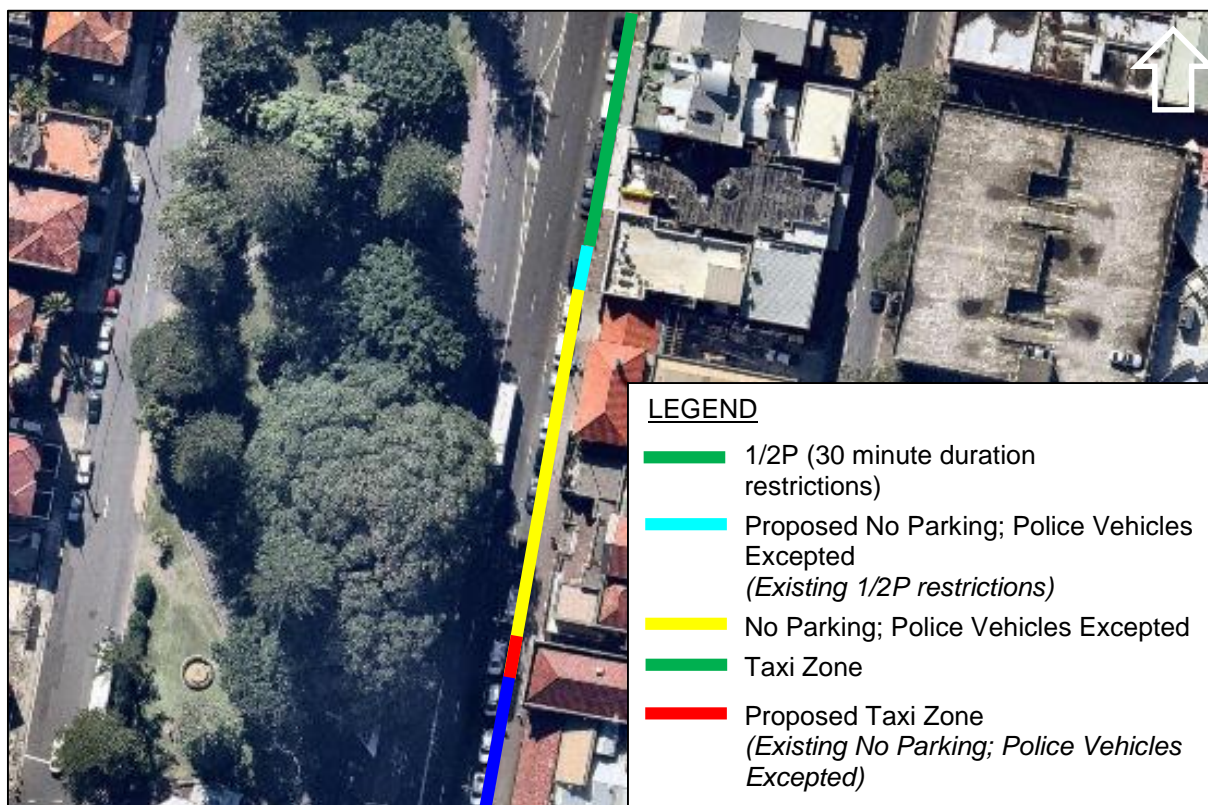 LEGEND
1/2P (30 minute duration
restrictions)
Proposed No Parking; Police Vehicles
Excepted
(Existing 1/2P restrictions)
No Parking; Police Vehicles Excepted
Taxi Zone
Proposed Taxi Zone
(Existing No Parking; Police Vehicles
Excepted)